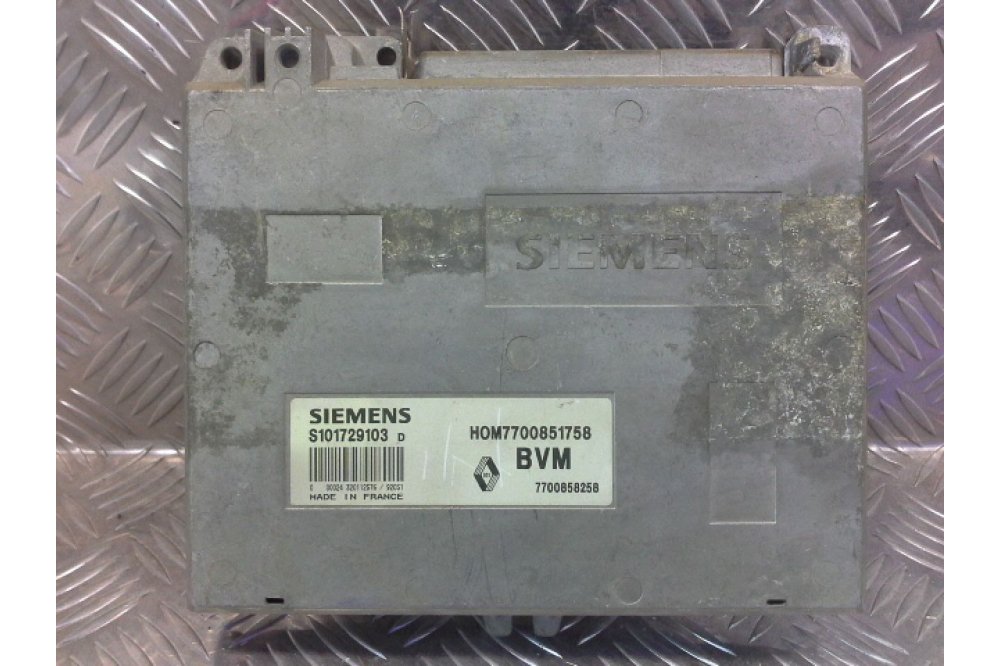 SIEMENS
SIEMENS
S101729103 D
HOM7700851758
BVM
7700858258
MADE IN FRANCE